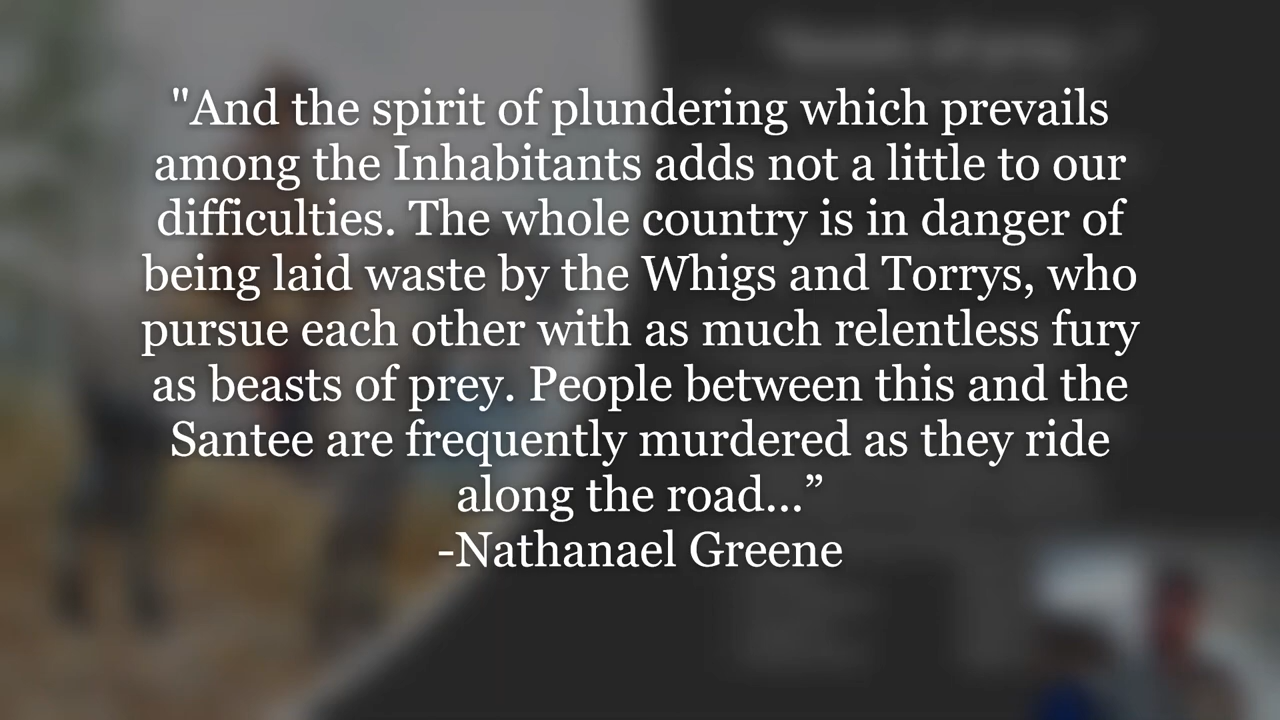 "And the spirit of plundering which prevails
among the Inhabitants adds not a little to our
difficulties. The whole country is in danger of
being laid waste by the Whigs and Torrys, who
pursue each other with as much relentless fury
as beasts of prey. People between this and the
Santee are frequently murdered as they ride
along the road...”
-Nathanael Greene